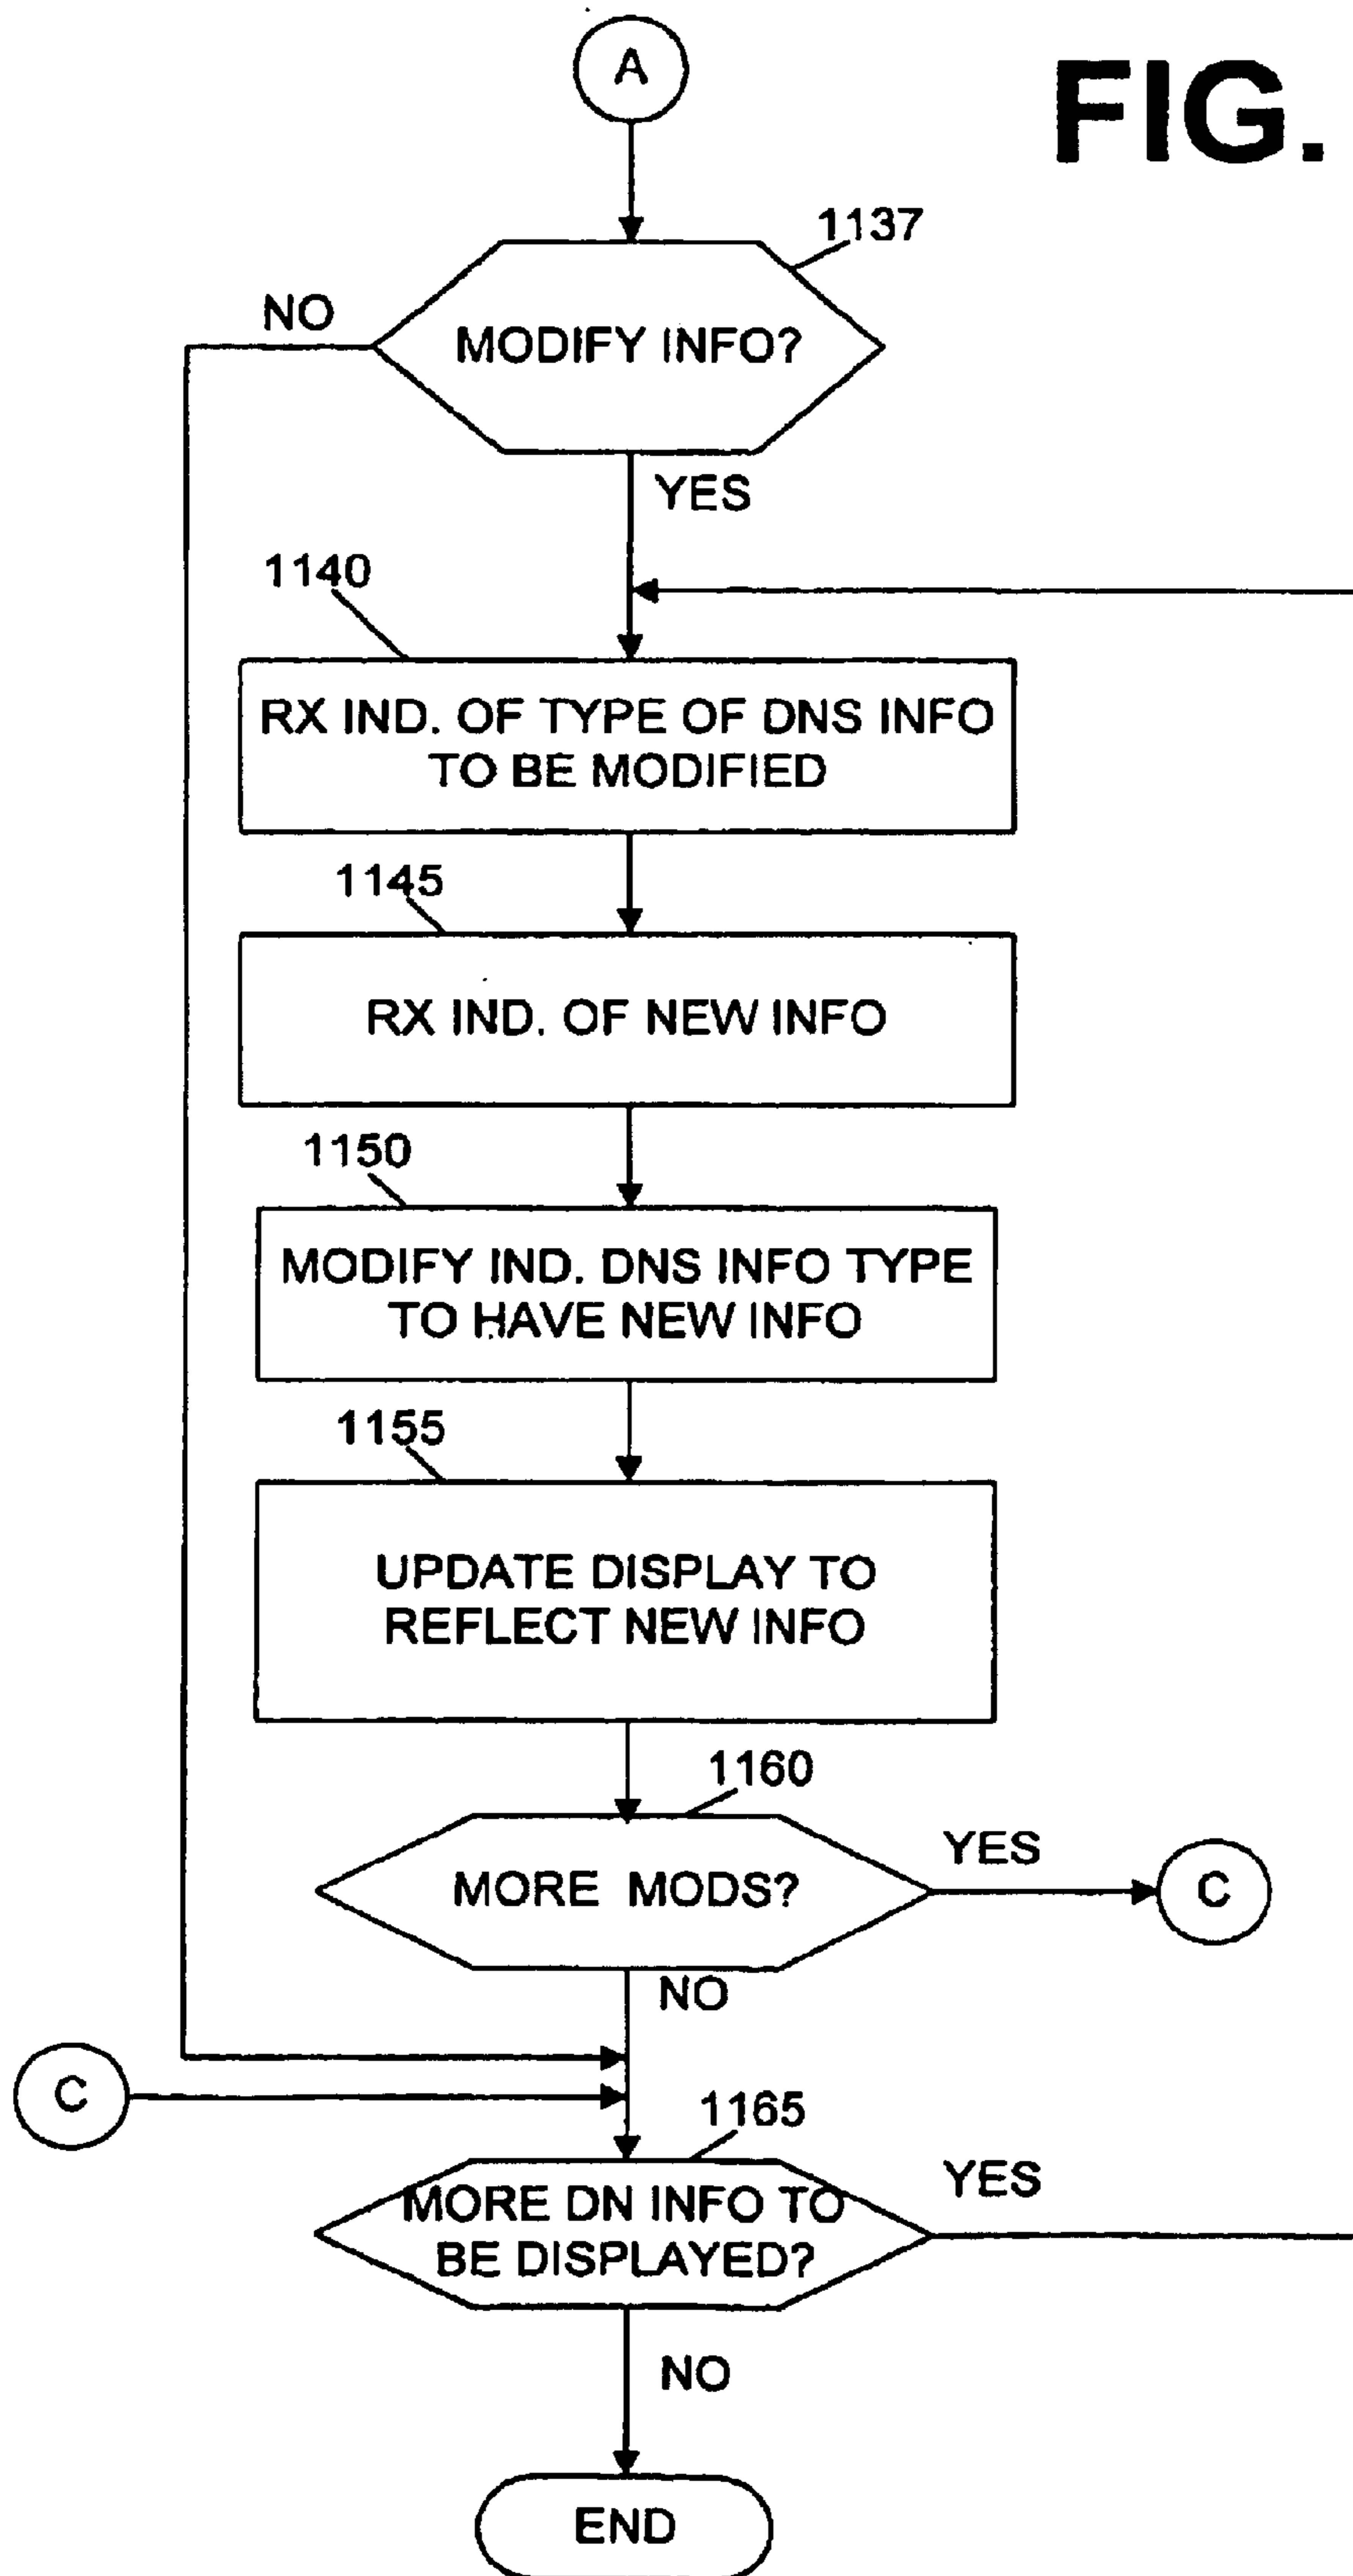 A
FIG.
1137
NO
MODIFY INFO?
YES
1140
RX IND. OF TYPE OF DNS INFO
TO BE MODIFIED
1145
RX IND. OF NEW INFO
1150
MODIFY IND. DNS INFO TYPE
TO HAVE NEW INFO
1155
UPDATE DISPLAY TO
REFLECT NEW INFO
1160
MORE MODS?
YES
C
NO
C
1165
MORE DN INFO TO
BE DISPLAYED?
YES
NO
END